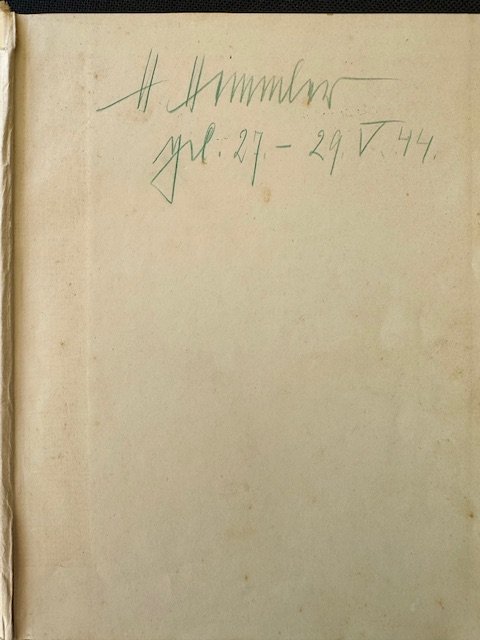 H Himmler
gel. 27. - 29. V. 44.